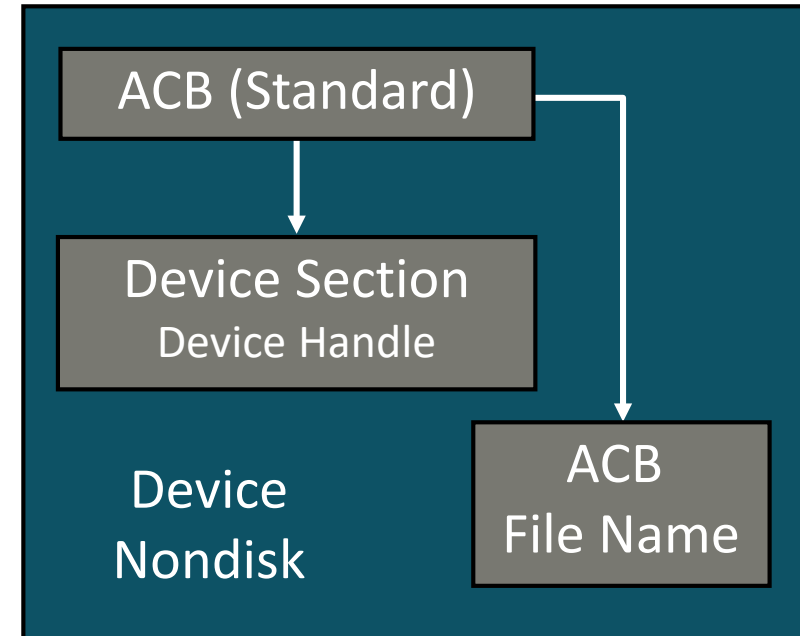 ACB (Standard)
Device Section
Device Handle
ACB
File Name
Device
Nondisk